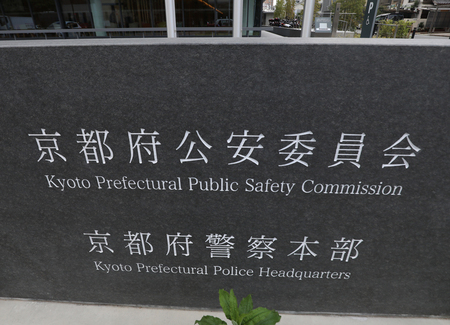 P
京都府公安委員会
Kyoto Prefectural Public Safety Commission
京都府警察本部
Kyoto Prefectural Police Headquarters